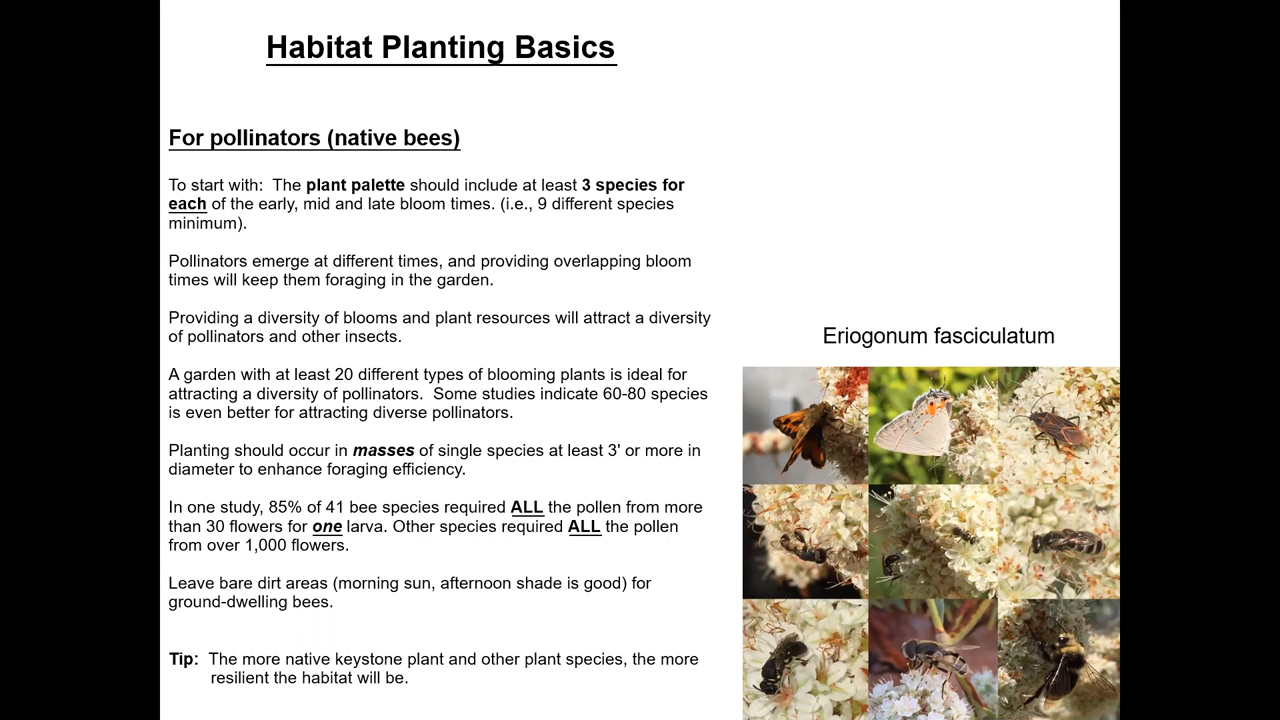 Habitat Planting Basics
For pollinators (native bees)
To start with:  The plant palette should include at least 3 species for
each of the early, mid and late bloom times. (i.e., 9 different species
minimum).
Pollinators emerge at different times, and providing overlapping bloom
times will keep them foraging in the garden.
Providing a diversity of blooms and plant resources will attract a diversity
of pollinators and other insects.
A garden with at least 20 different types of blooming plants is ideal for
attracting a diversity of pollinators.  Some studies indicate 60-80 species
is even better for attracting diverse pollinators.
Planting should occur in masses of single species at least 3' or more in
diameter to enhance foraging efficiency.
In one study, 85% of 41 bee species required ALL the pollen from more
than 30 flowers for one larva. Other species required ALL the pollen
from over 1,000 flowers.
Leave bare dirt areas (morning sun, afternoon shade is good) for
ground-dwelling bees.
Tip:  The more native keystone plant and other plant species, the more
resilient the habitat will be.
Eriogonum fasciculatum